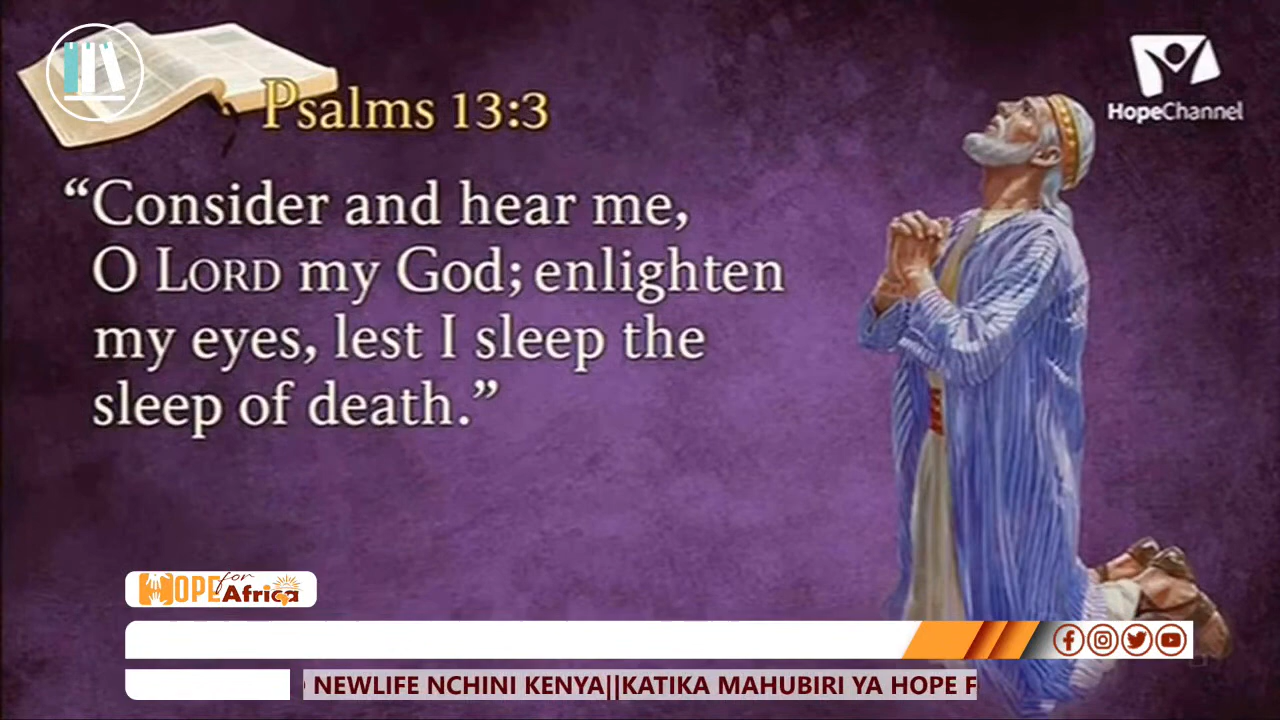 Psalms 13:3
HopeChannel
“Consider and hear me,
O LORD my God; enlighten
my eyes, lest I sleep the
sleep of death.”
HOPE for Africa
NEWLIFE NCHINI KENYA||KATIKA MAHUBIRI YA HOPE F